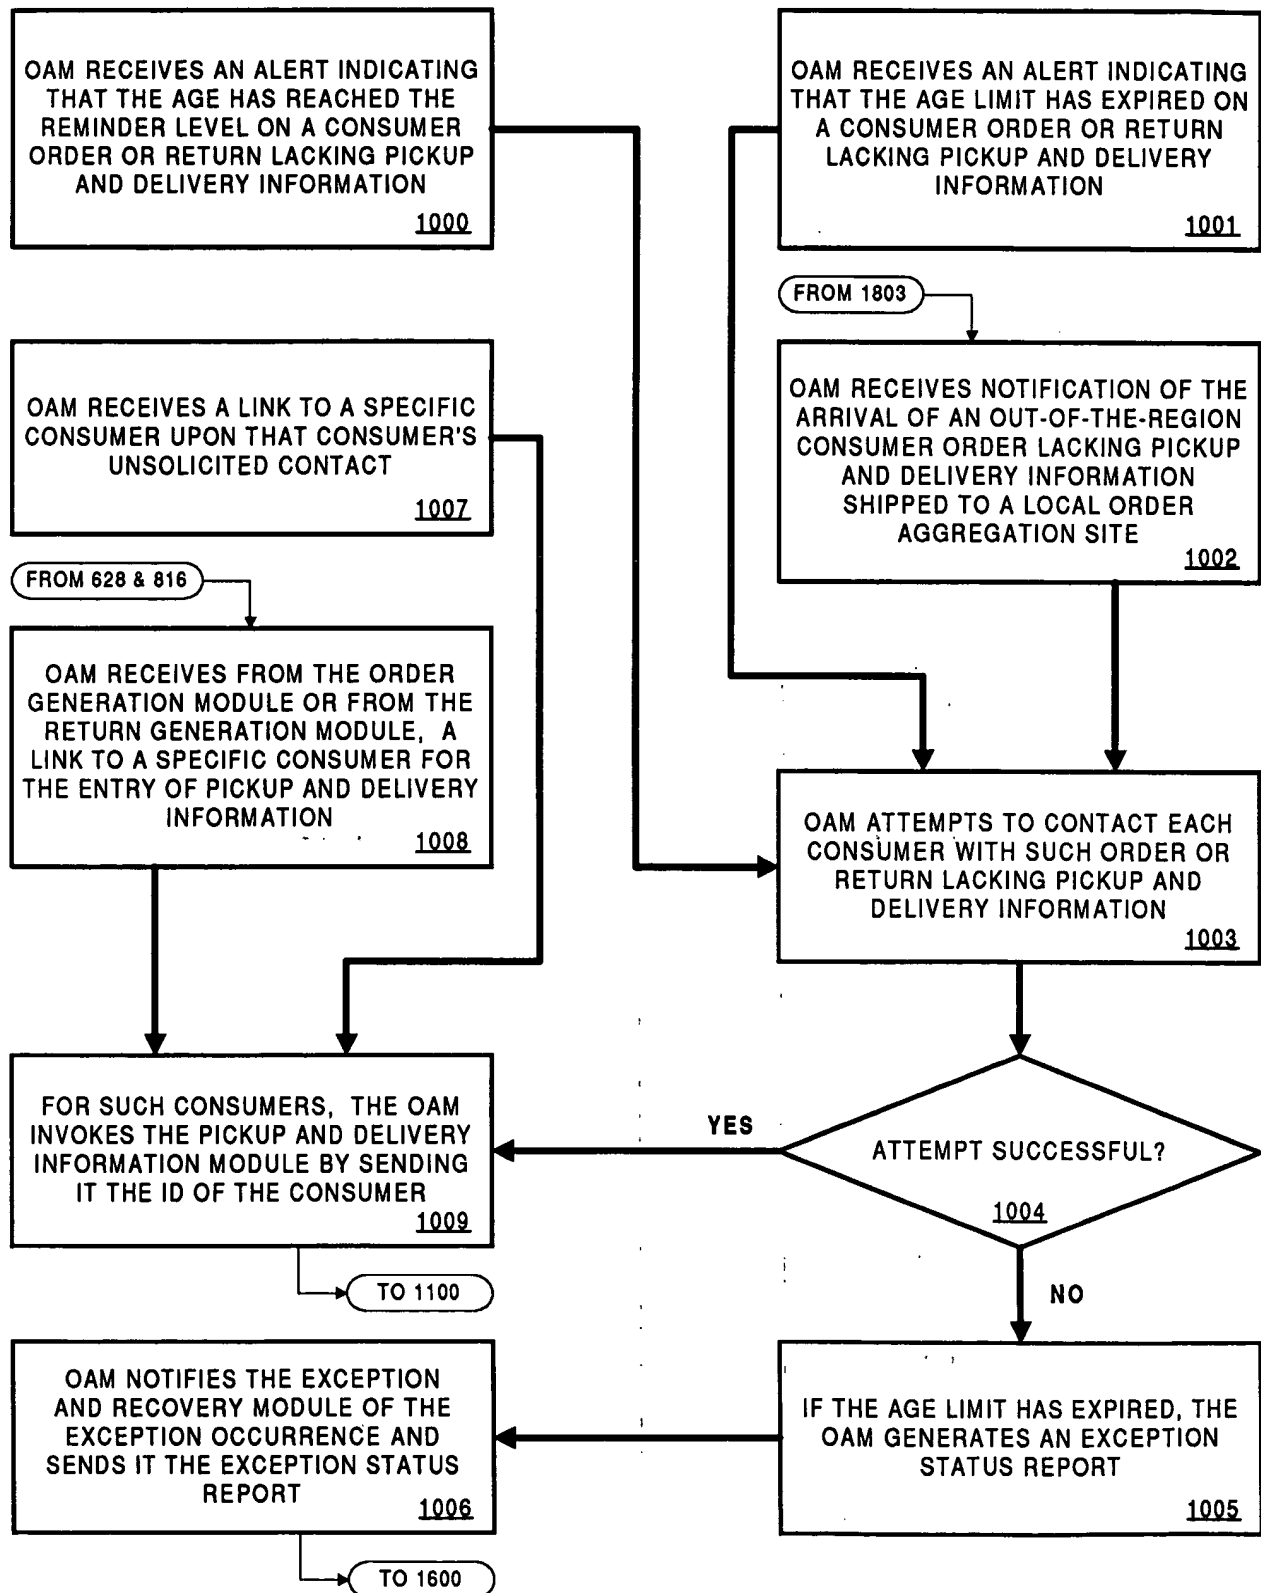 OAM RECEIVES AN ALERT INDICATING
THAT THE AGE HAS REACHED THE
REMINDER LEVEL ON A CONSUMER
ORDER OR RETURN LACKING PICKUP
AND DELIVERY INFORMATION
1000
OAM RECEIVES AN ALERT INDICATING
THAT THE AGE LIMIT HAS EXPIRED ON
A CONSUMER ORDER OR RETURN
LACKING PICKUP AND DELIVERY
INFORMATION
1001
FROM 1803
OAM RECEIVES A LINK TO A SPECIFIC
CONSUMER UPON THAT CONSUMER'S
UNSOLICITED CONTACT
1007
OAM RECEIVES NOTIFICATION OF THE
ARRIVAL OF AN OUT-OF-THE-REGION
CONSUMER ORDER LACKING PICKUP
AND DELIVERY INFORMATION
SHIPPED TO A LOCAL ORDER
AGGREGATION SITE
1002
FROM 628 & 816
OAM RECEIVES FROM THE ORDER
GENERATION MODULE OR FROM THE
RETURN GENERATION MODULE, A
LINK TO A SPECIFIC CONSUMER FOR
THE ENTRY OF PICKUP AND DELIVERY
INFORMATION
1008
OAM ATTEMPTS TO CONTACT EACH
CONSUMER WITH SUCH ORDER OR
RETURN LACKING PICKUP AND
DELIVERY INFORMATION
1003
FOR SUCH CONSUMERS, THE OAM
INVOKES THE PICKUP AND DELIVERY
INFORMATION MODULE BY SENDING
IT THE ID OF THE CONSUMER
1009
YES
ATTEMPT SUCCESSFUL?
1004
TO 1100
NO
OAM NOTIFIES THE EXCEPTION
AND RECOVERY MODULE OF THE
EXCEPTION OCCURRENCE AND
SENDS IT THE EXCEPTION STATUS
REPORT
1006
IF THE AGE LIMIT HAS EXPIRED, THE
OAM GENERATES AN EXCEPTION
STATUS REPORT
1005
TO 1600